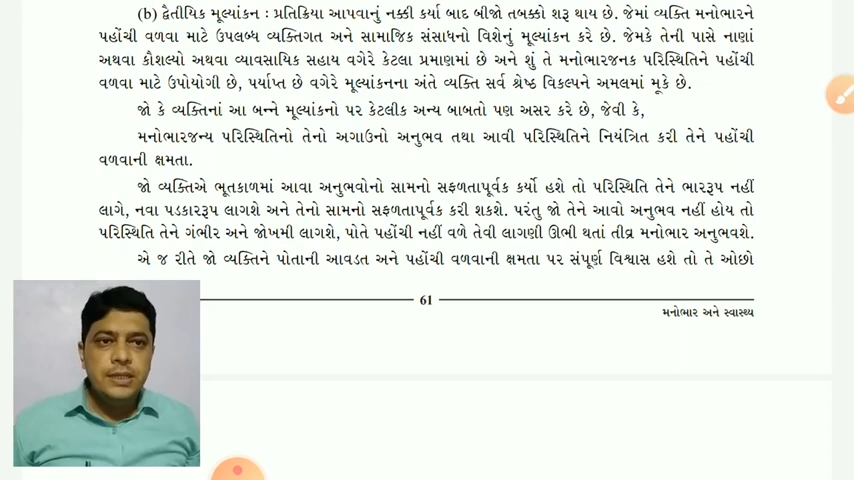 (b) દ્વૈતીયિક મૂલ્યાંકન : પ્રતિક્રિયા આપવાનું નક્કી કર્યા બાદ બીજો તબક્કો શરૂ થાય છે. જેમાં વ્યક્તિ મનોભારને
પહોંચી વળવા માટે ઉપલબ્ધ વ્યક્તિગત અને સામાજિક સંસાધનો વિશેનું મૂલ્યાંકન કરે છે. જેમકે તેની પાસે નાણાં
અથવા કૌશલ્યો અથવા વ્યાવસાયિક સહાય વગેરે કેટલા પ્રમાણમાં છે અને શું તે મનોભારજનક પરિસ્થિતિને પહોંચી
વળવા માટે ઉપોયોગી છે, પર્યાપ્ત છે વગેરે મૂલ્યાંકનના અંતે વ્યક્તિ સર્વ શ્રેષ્ઠ વિકલ્પને અમલમાં મૂકે છે.
જો કે વ્યક્તિનાં આ બન્ને મૂલ્યાંકનો પર કેટલીક અન્ય બાબતો પણ અસર કરે છે, જેવી કે,
મનોભારજન્ય પરિસ્થિતિનો તેનો અગાઉનો અનુભવ તથા આવી પરિસ્થિતિને નિયંત્રિત કરી તેને પહોંચી
વળવાની ક્ષમતા.
જો વ્યક્તિએ ભૂતકાળમાં આવા અનુભવોનો સામનો સફળતાપૂર્વક કર્યો હશે તો પરિસ્થિતિ તેને ભારરૂપ નહીં
લાગે, નવા પડકારરૂપ લાગશે અને તેનો સામનો સફળતાપૂર્વક કરી શકશે. પરંતુ જો તેને આવો અનુભવ નહીં હોય તો
પરિસ્થિતિ તેને ગંભીર અને જોખમી લાગશે, પોતે પહોંચી નહીં વળે તેવી લાગણી ઊભી થતાં તીવ્ર મનોભાર અનુભવશે.
એ જ રીતે જો વ્યક્તિને પોતાની આવડત અને પહોંચી વળવાની ક્ષમતા પર સંપૂર્ણ વિશ્વાસ હશે તો તે ઓછો
61
મનોભાર અને સ્વાસ્થ્ય